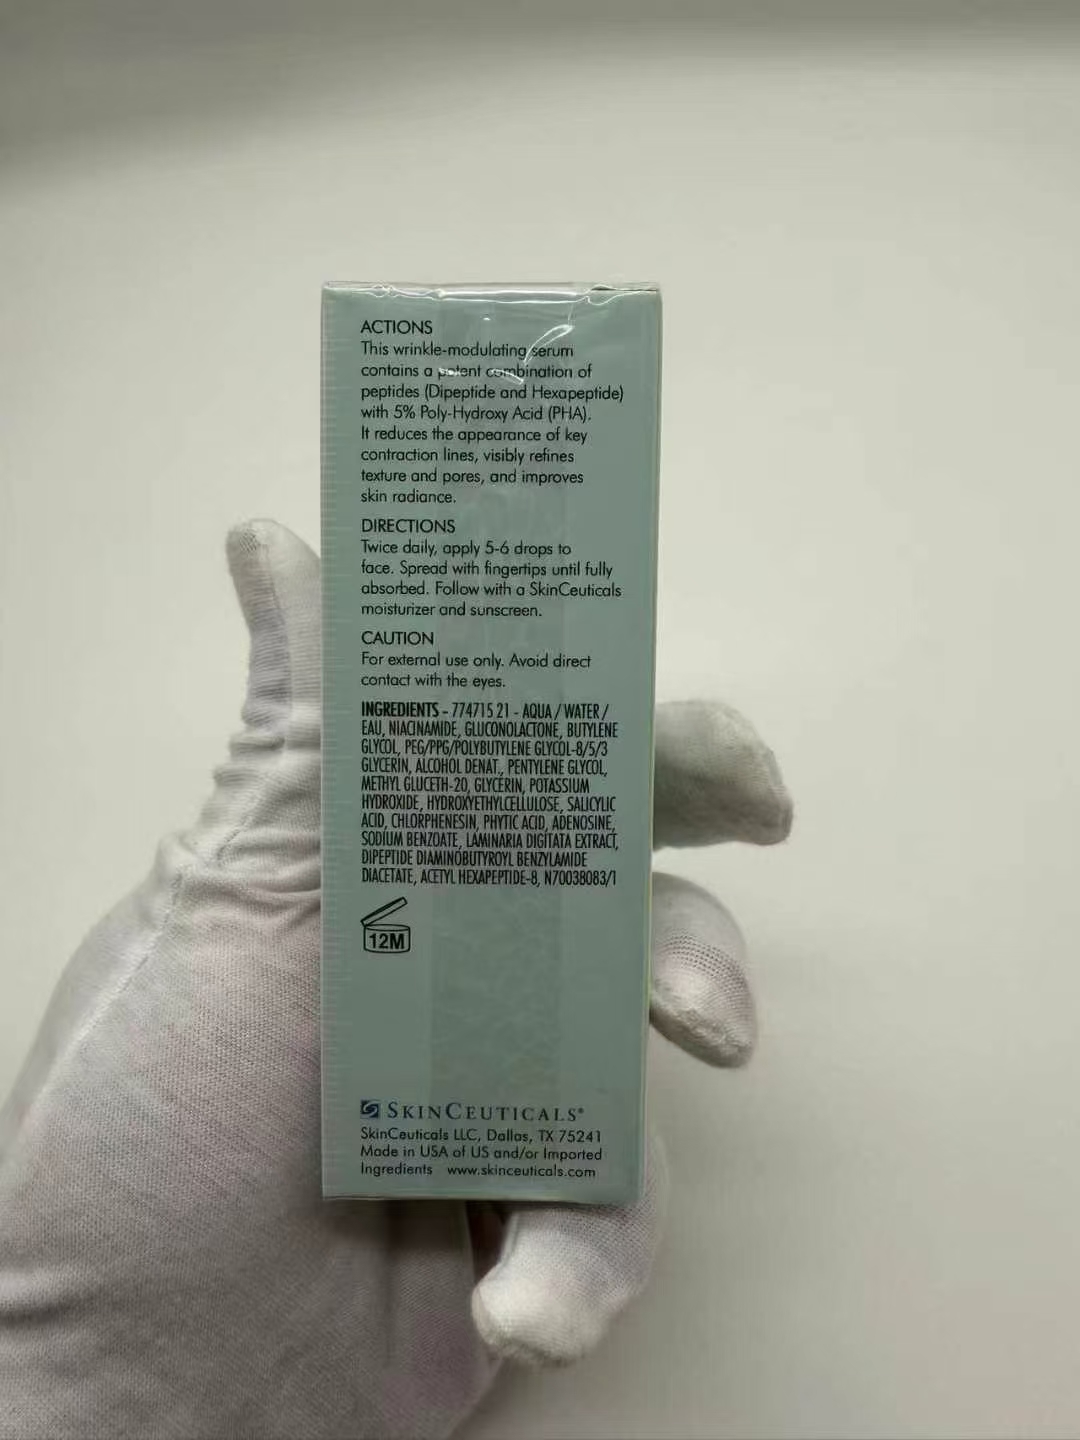 ACTIONS
This wrinkle-modulating serum
contains a potent combination of
peptides (Dipeptide and Hexapeptide)
with 5% Poly-Hydroxy Acid (PHA).
It reduces the appearance of key
contraction lines, visibly refines
texture and pores, and improves
skin radiance.
DIRECTIONS
Twice daily, apply 5-6 drops to
face. Spread with fingertips until fully
absorbed. Follow with a SkinCeuticals
moisturizer and sunscreen.
CAUTION
For external use only. Avoid direct
contact with the eyes.
INGREDIENTS - 774715 21 - AQUA / WATER /
EAU, NIACINAMIDE, GLUCONOLACTONE, BUTYLENE
GLYCOL, PEG/PPG/POLYBUTYLENE GLYCOL-8/5/3
GLYCERIN, ALCOHOL DENAT., PENTYLENE GLYCOL,
METHYL GLUCETH-20, GLYCERIN, POTASSIUM
HYDROXIDE, HYDROXYETHYLCELLULOSE, SALICYLIC
ACID, CHLORPHENESIN, PHYTIC ACID, ADENOSINE,
SODIUM BENZOATE, LAMINARIA DIGITATA EXTRACT,
DIPEPTIDE DIAMINOBUTYROYL BENZYLAMIDE
DIACETATE, ACETYL HEXAPEPTIDE-8, N70038083/1
12M
SKINCEUTICALS®
SkinCeuticals LLC, Dallas, TX 75241
Made in USA of US and/or Imported
Ingredients www.skinceuticals.com